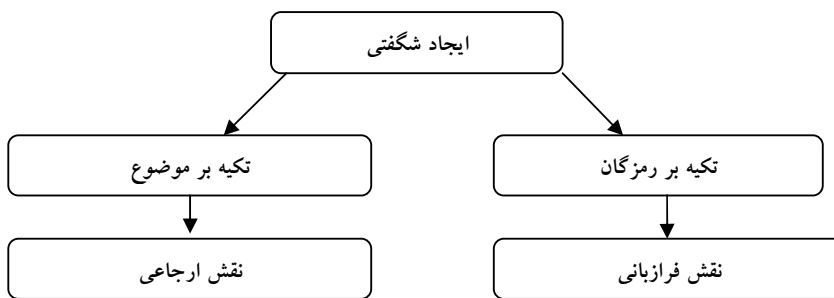 ایجاد شگفتی
تکیه بر رمزگان
تکیه بر موضوع
نقش فرازبانی
نقش ارجاعی